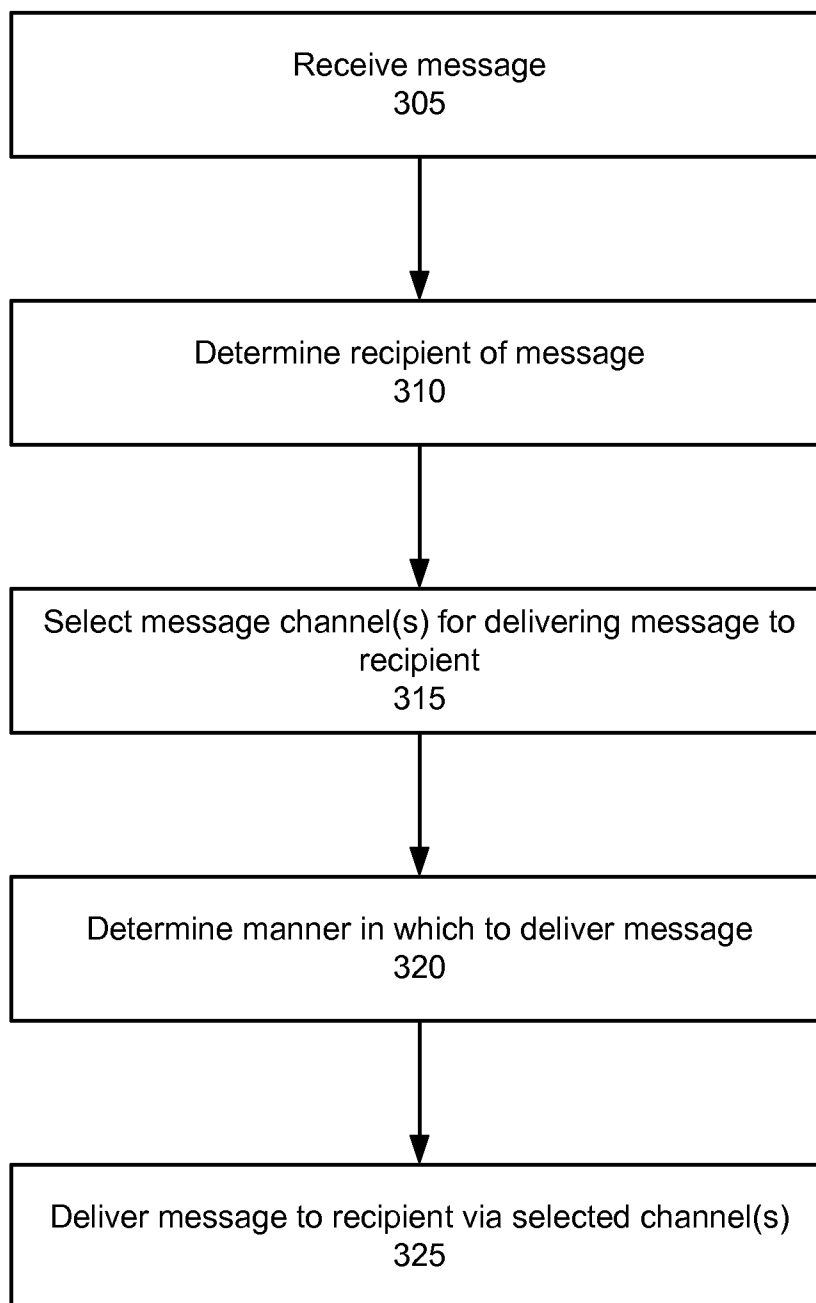 Receive message
305
Determine recipient of message
310
Select message channel(s) for delivering message to
recipient
315
Determine manner in which to deliver message
320
Deliver message to recipient via selected channel(s)
325